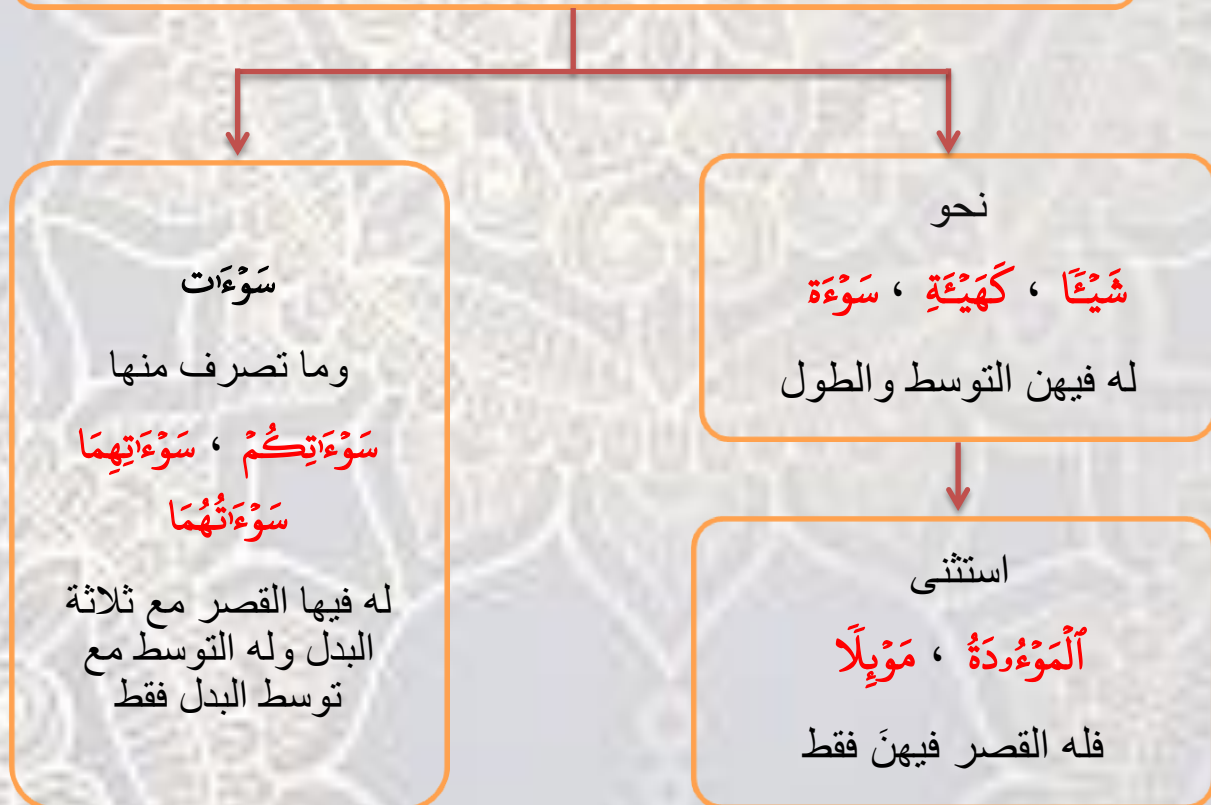 نحو
شَيْـًٔا ، كَهَيْـَٔةِ ، سَوْءَة
له فيهن التوسط والطول
استثنى
ٱلْمَوْءُۥدَةُ ، مَوْئِلًا
فله القصر فيهنَ فقط
سَوْءَٰت
وما تصرف منها
سَوْءَٰتِكُمْ ، سَوْءَٰتِهِمَا
سَوْءَٰتُهُمَا
له فيها القصر مع ثلاثة
البدل وله التوسط مع
توسط البدل فقط